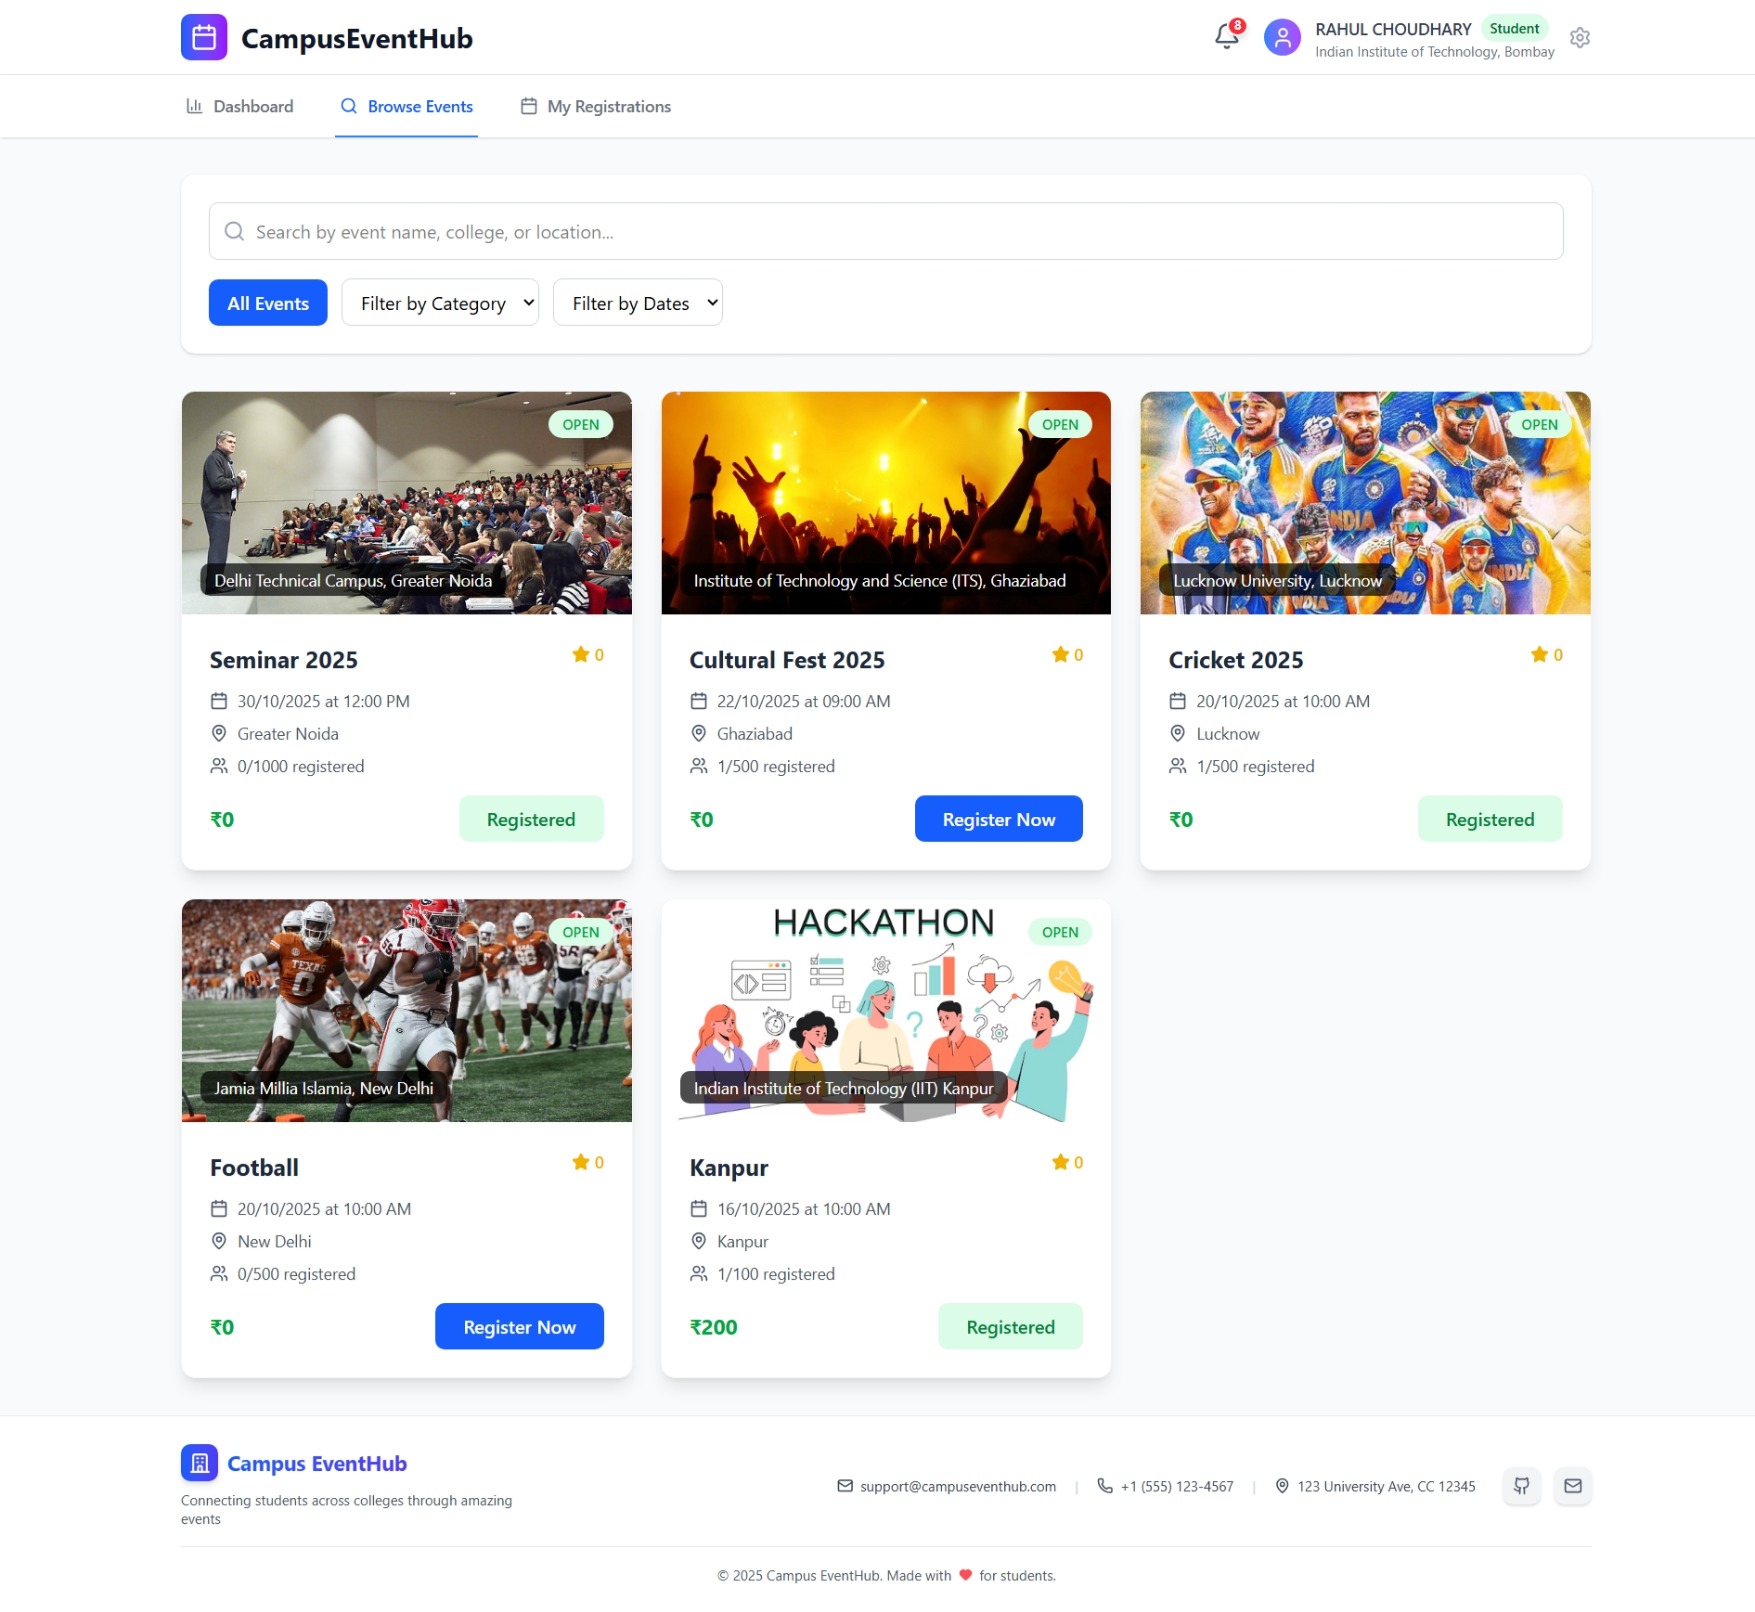 CampusEventHub
8
RAHUL CHOUDHARY Student
Indian Institute of Technology, Bombay
Dashboard
Browse Events
My Registrations
Search by event name, college, or location...
All Events
Filter by Category
Filter by Dates
OPEN
Delhi Technical Campus, Greater Noida
Seminar 2025
0
30/10/2025 at 12:00 PM
Greater Noida
0/1000 registered
₹0
Registered
OPEN
Institute of Technology and Science (ITS), Ghaziabad
Cultural Fest 2025
0
22/10/2025 at 09:00 AM
Ghaziabad
1/500 registered
₹0
Register Now
OPEN
INDIA
Lucknow University, Lucknow
Cricket 2025
0
20/10/2025 at 10:00 AM
Lucknow
1/500 registered
₹0
Registered
OPEN
TEXAS
0
1
56
Jamia Millia Islamia, New Delhi
Football
0
20/10/2025 at 10:00 AM
New Delhi
0/500 registered
₹0
Register Now
HACKATHON
OPEN
Indian Institute of Technology (IIT) Kanpur
Kanpur
0
16/10/2025 at 10:00 AM
Kanpur
1/100 registered
₹200
Registered
Campus EventHub
Connecting students across colleges through amazing
events
support@campuseventhub.com | +1 (555) 123-4567 | 123 University Ave, CC 12345
© 2025 Campus EventHub. Made with ❤ for students.